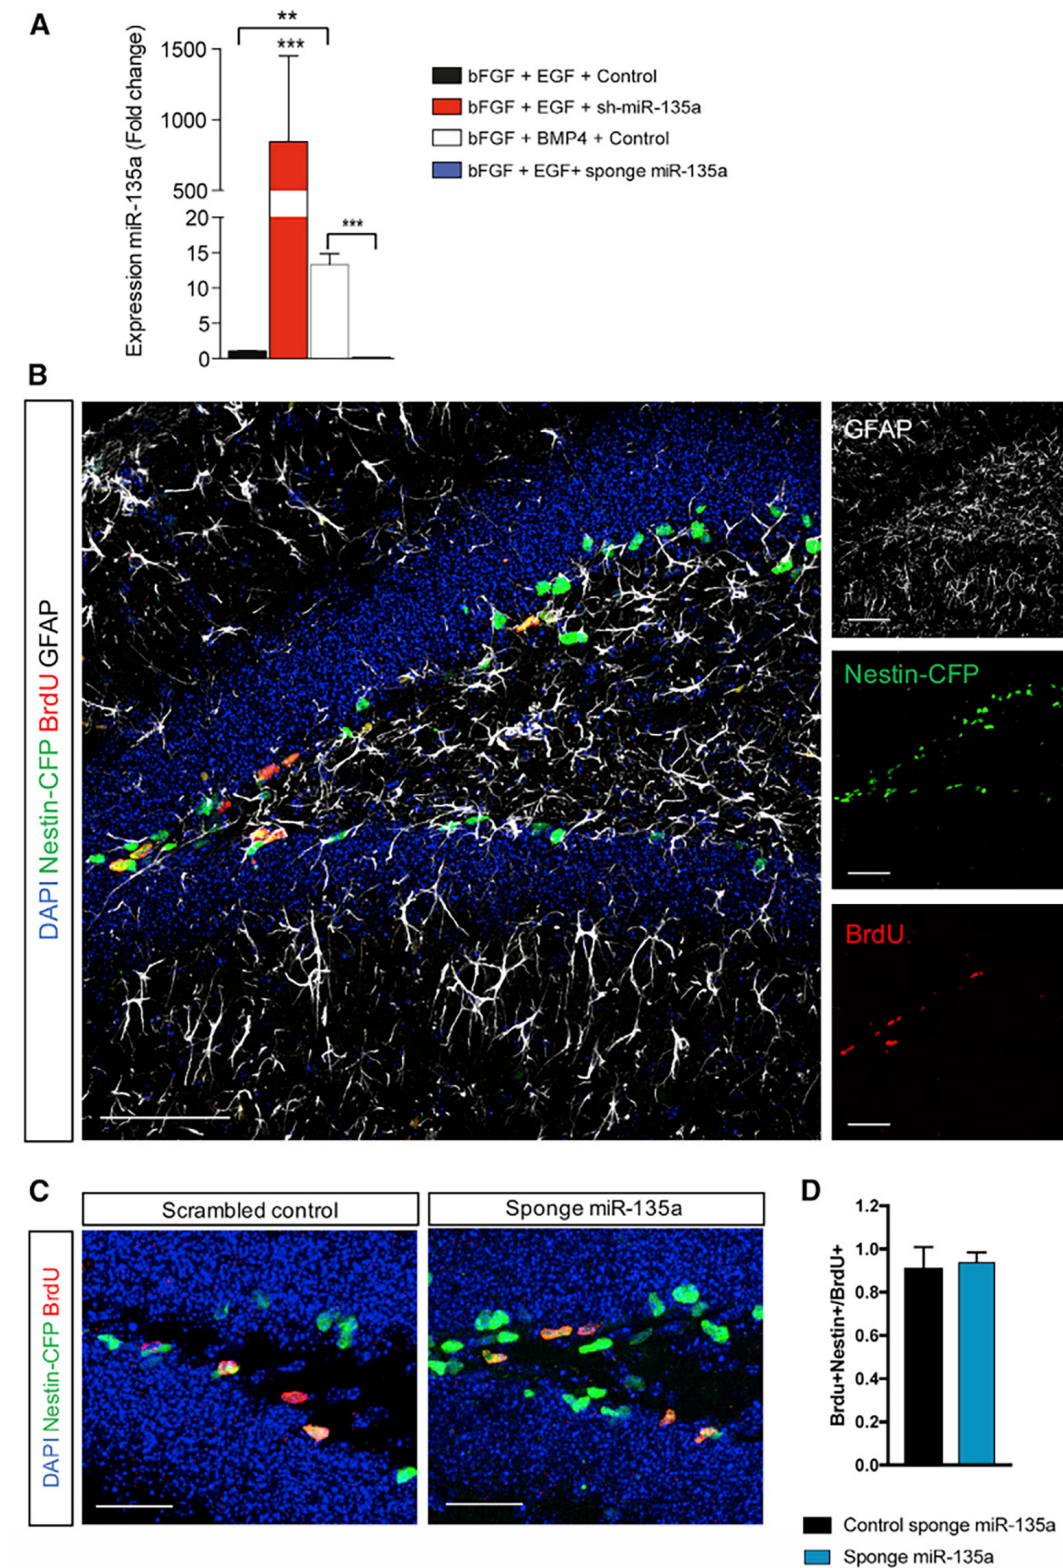 A
Expression miR-135a (Fold change)
**
***
1500
1000
500
20
15
10
5
0
***
bFGF + EGF + Control
bFGF + EGF + sh-miR-135a
bFGF + BMP4 + Control
bFGF + EGF+ sponge miR-135a
B
DAPI Nestin-CFP BrdU GFAP
GFAP
Nestin-CFP
BrdU
C
Scrambled control
Sponge miR-135a
DAPI Nestin-CFP BrdU
D
Brdu+Nestin+/BrdU+
1.2
1.0
0.8
0.6
0.4
0.2
0.0
Control sponge miR-135a
Sponge miR-135a